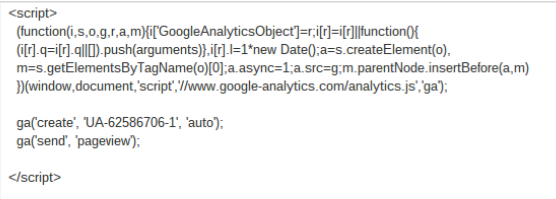 <script>
(function(i,s,o,g,r,a,m){i['GoogleAnalyticsObject']=r;i[r]=i[r]||function(){
(i[r].q=i[r].q||[]).push(arguments)},i[r].l=1*new Date();a=s.createElement(o),
m=s.getElementsByTagName(o)[0];a.async=1;a.src=g;m.parentNode.insertBefore(a,m)
})(window,document,'script','//www.google-analytics.com/analytics.js','ga');
ga('create', 'UA-62586706-1', 'auto');
ga('send', 'pageview');
</script>